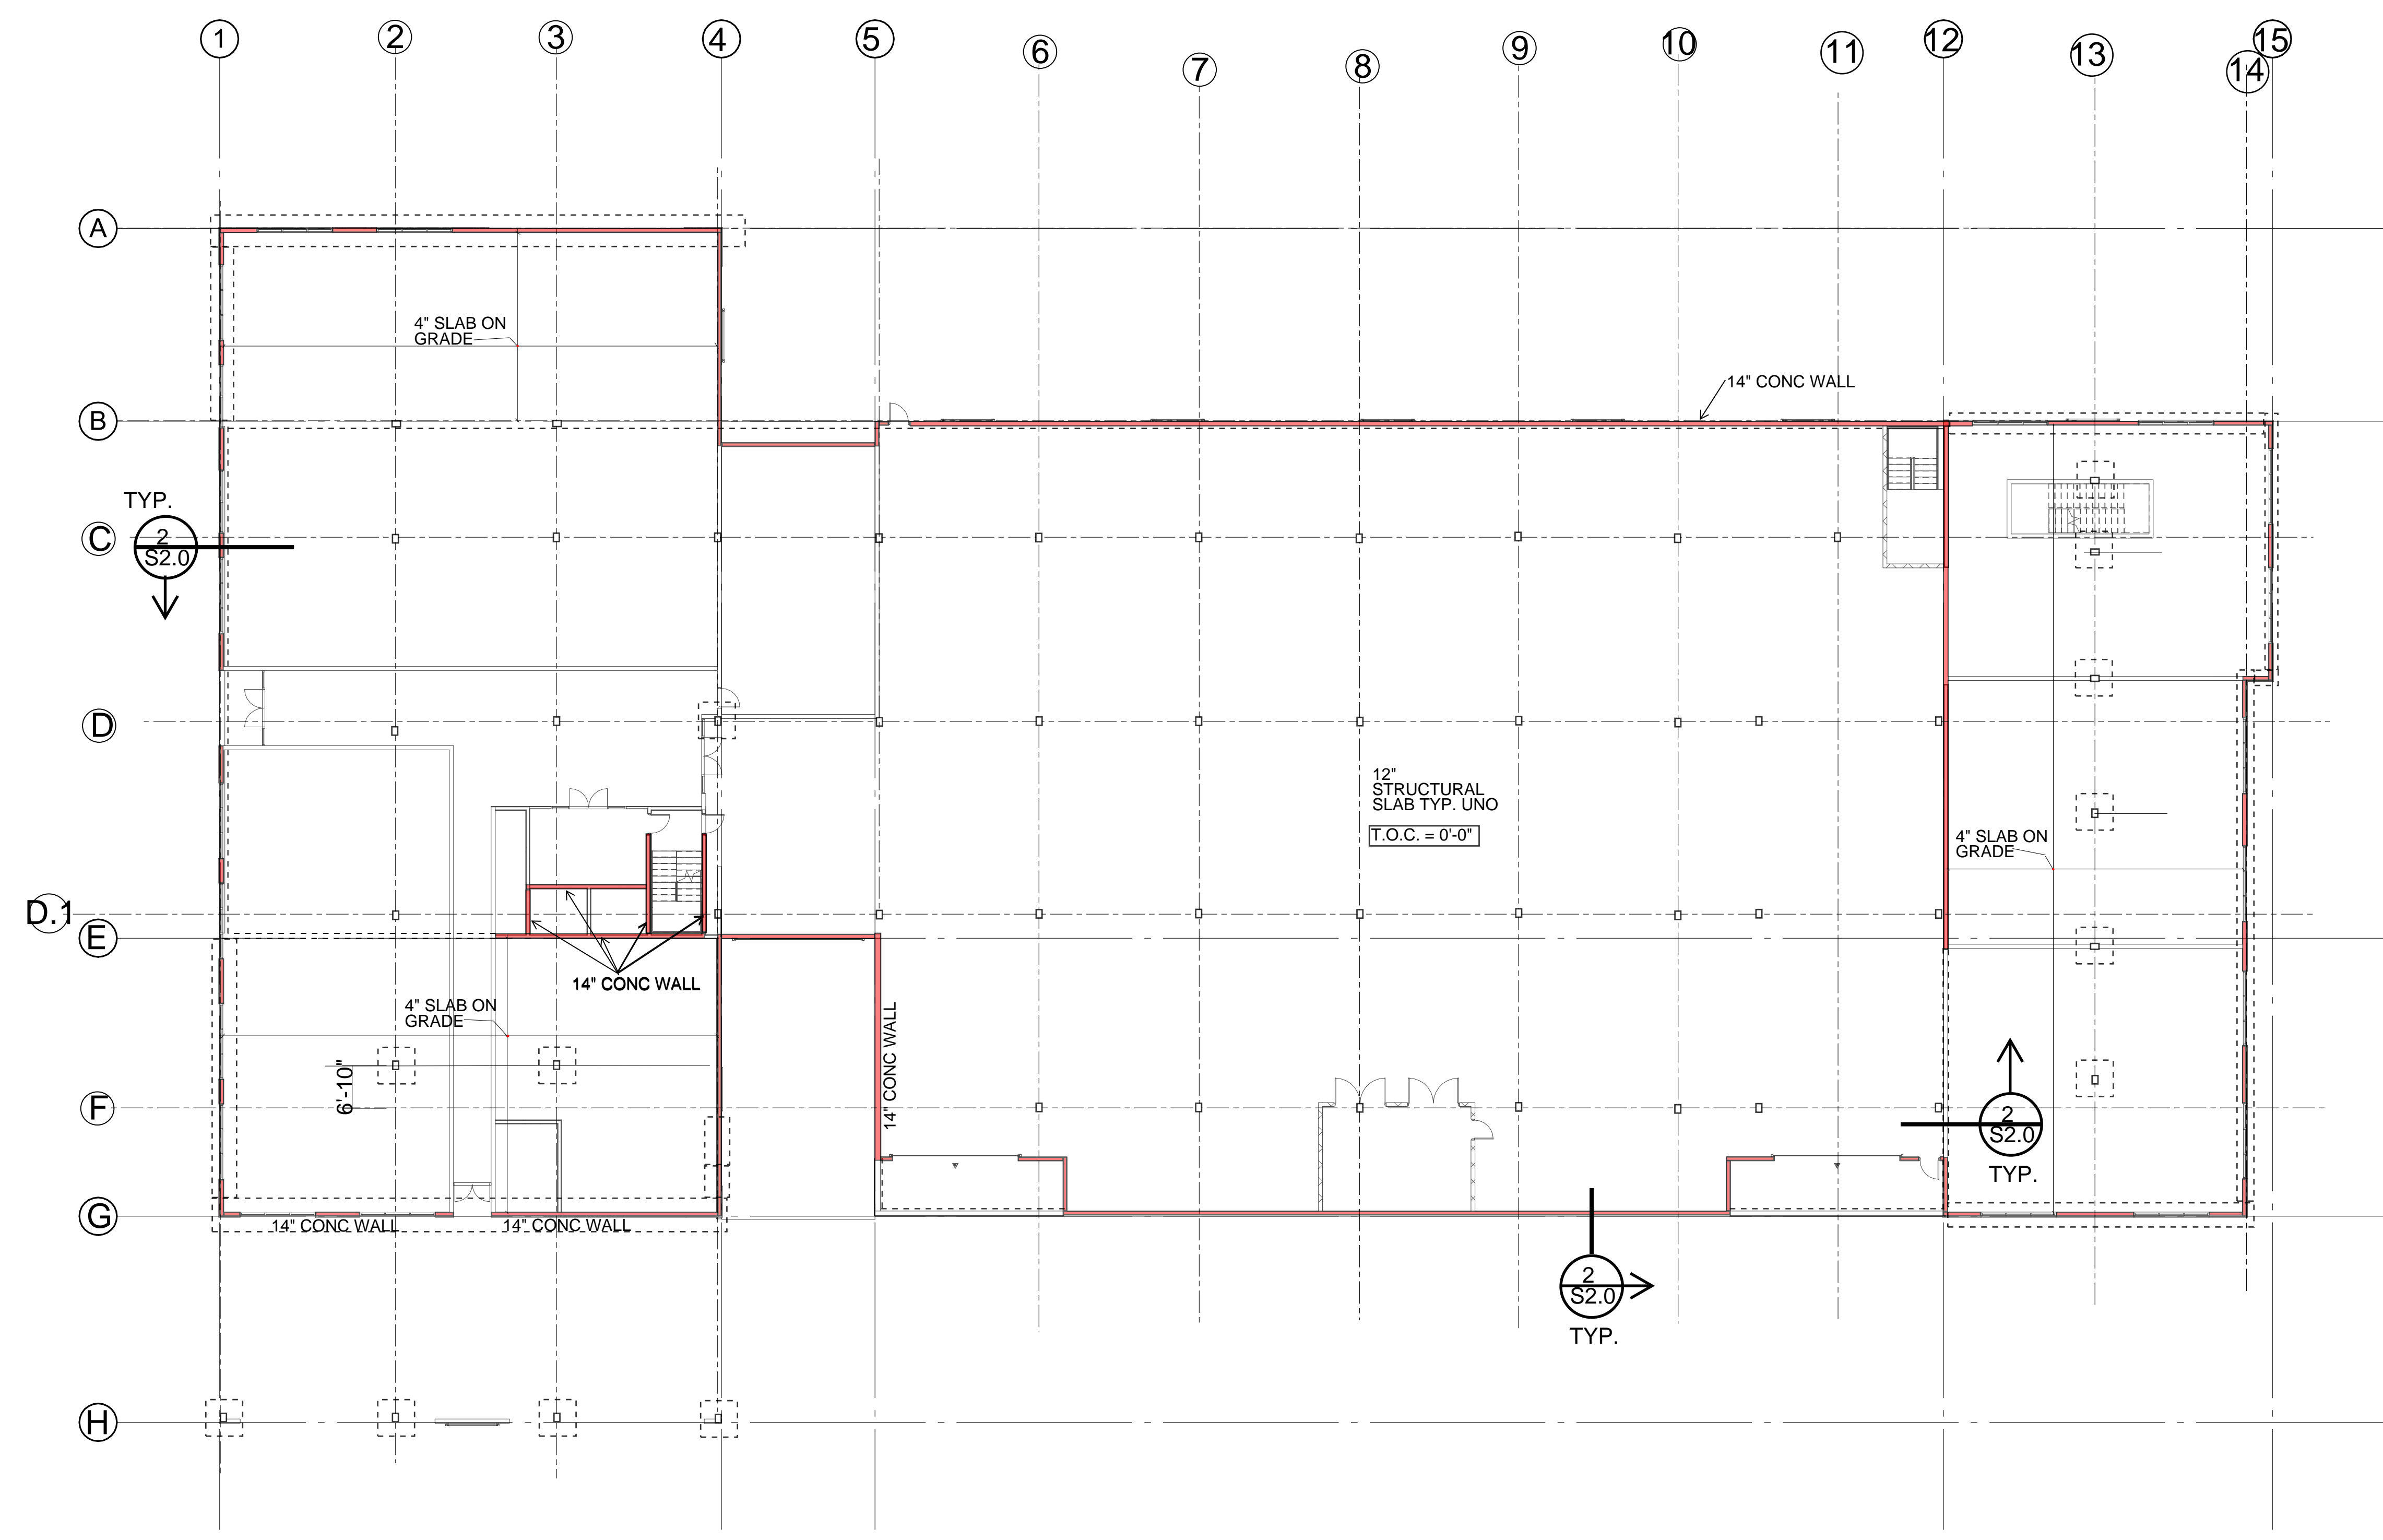 1 2 3 4 5 6 7 8 9 10 11 12 13 14 15
A
4" SLAB ON
GRADE
14" CONC WALL
B
TYP.
2
S2.0
C
D
12"
STRUCTURAL
SLAB TYP. UNO
T.O.C. = 0'-0"
4" SLAB ON
GRADE
D.1
E
14" CONC WALL
4" SLAB ON
GRADE
14" CONC WALL
6'-10"
F
2
S2.0
TYP.
G
14" CONC WALL
14" CONC WALL
2
S2.0
TYP.
H